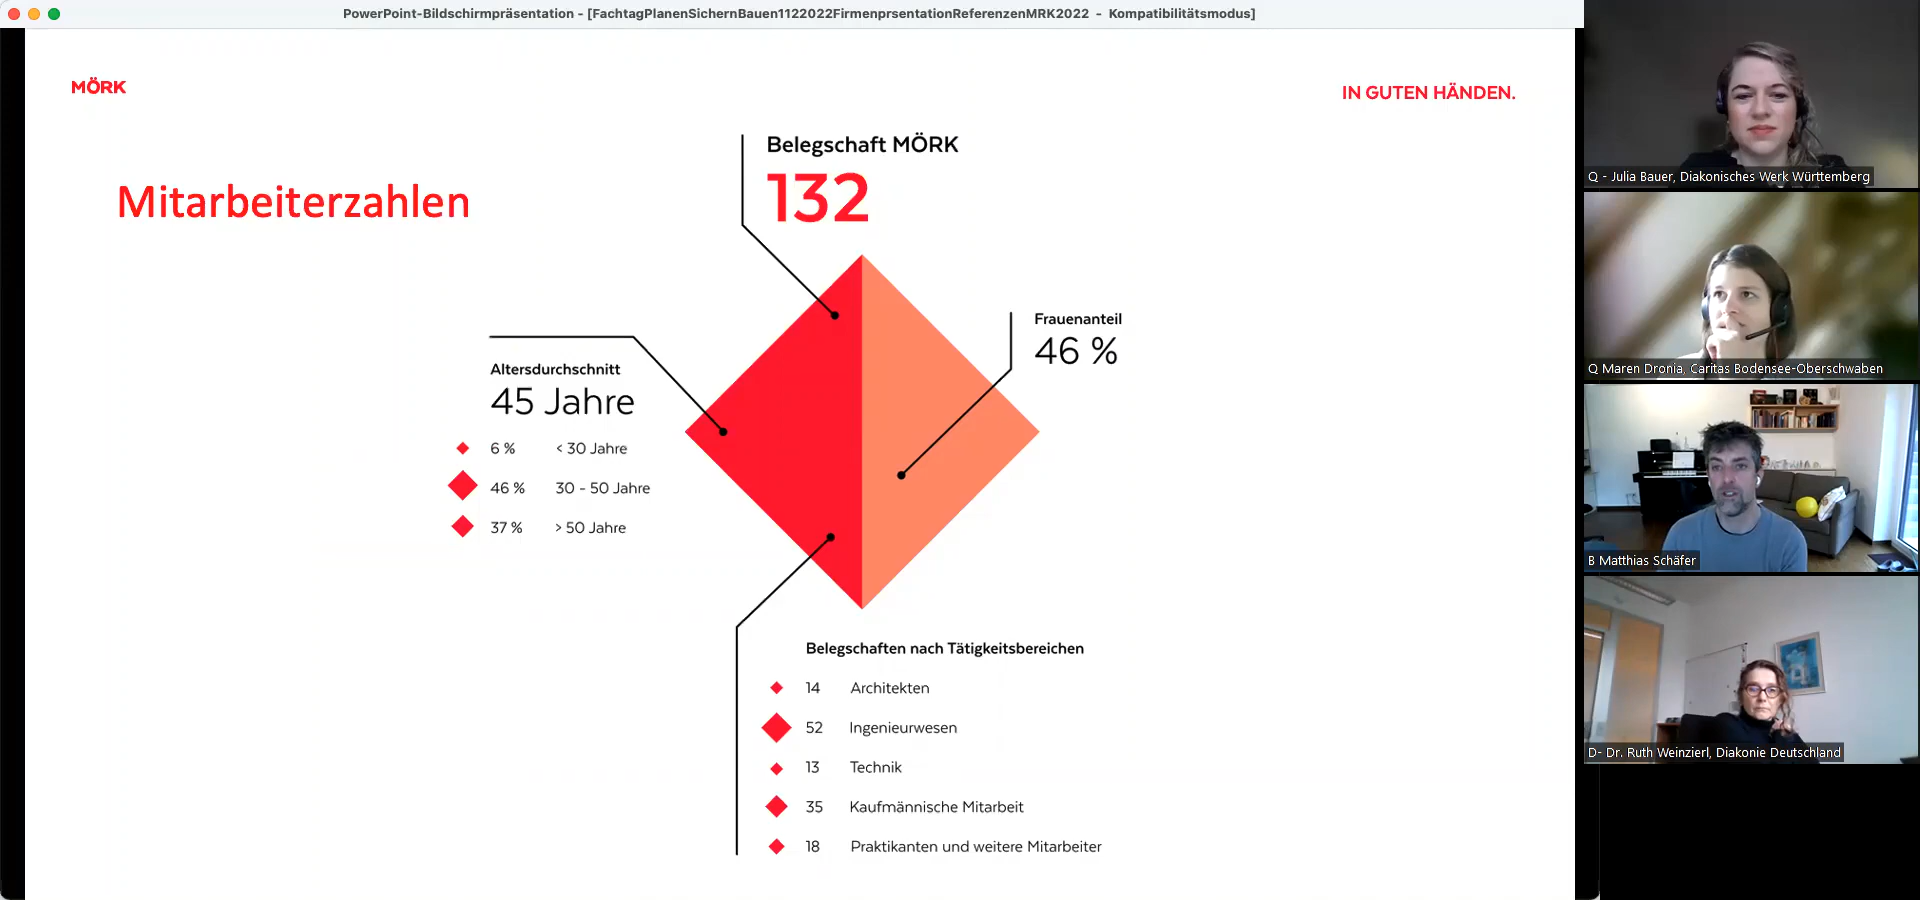 PowerPoint-Bildschirmpräsentation - [FachtagPlanenSichernBauen1122022FirmenprsentationReferenzenMRK2022 - Kompatibilitätsmodus]
MÖRK
IN GUTEN HÄNDEN.
Mitarbeiterzahlen
Belegschaft MÖRK
132
Frauenanteil
46 %
Altersdurchschnitt
45 Jahre
6 % < 30 Jahre
46 % 30 - 50 Jahre
37 % > 50 Jahre
Belegschaften nach Tätigkeitsbereichen
14 Architekten
52 Ingenieurwesen
13 Technik
35 Kaufmännische Mitarbeit
18 Praktikanten und weitere Mitarbeiter
Q - Julia Bauer, Diakonisches Werk Württemberg
Q Maren Dronia, Caritas Bodensee-Oberschwaben
B Matthias Schäfer
D- Dr. Ruth Weinzierl, Diakonie Deutschland